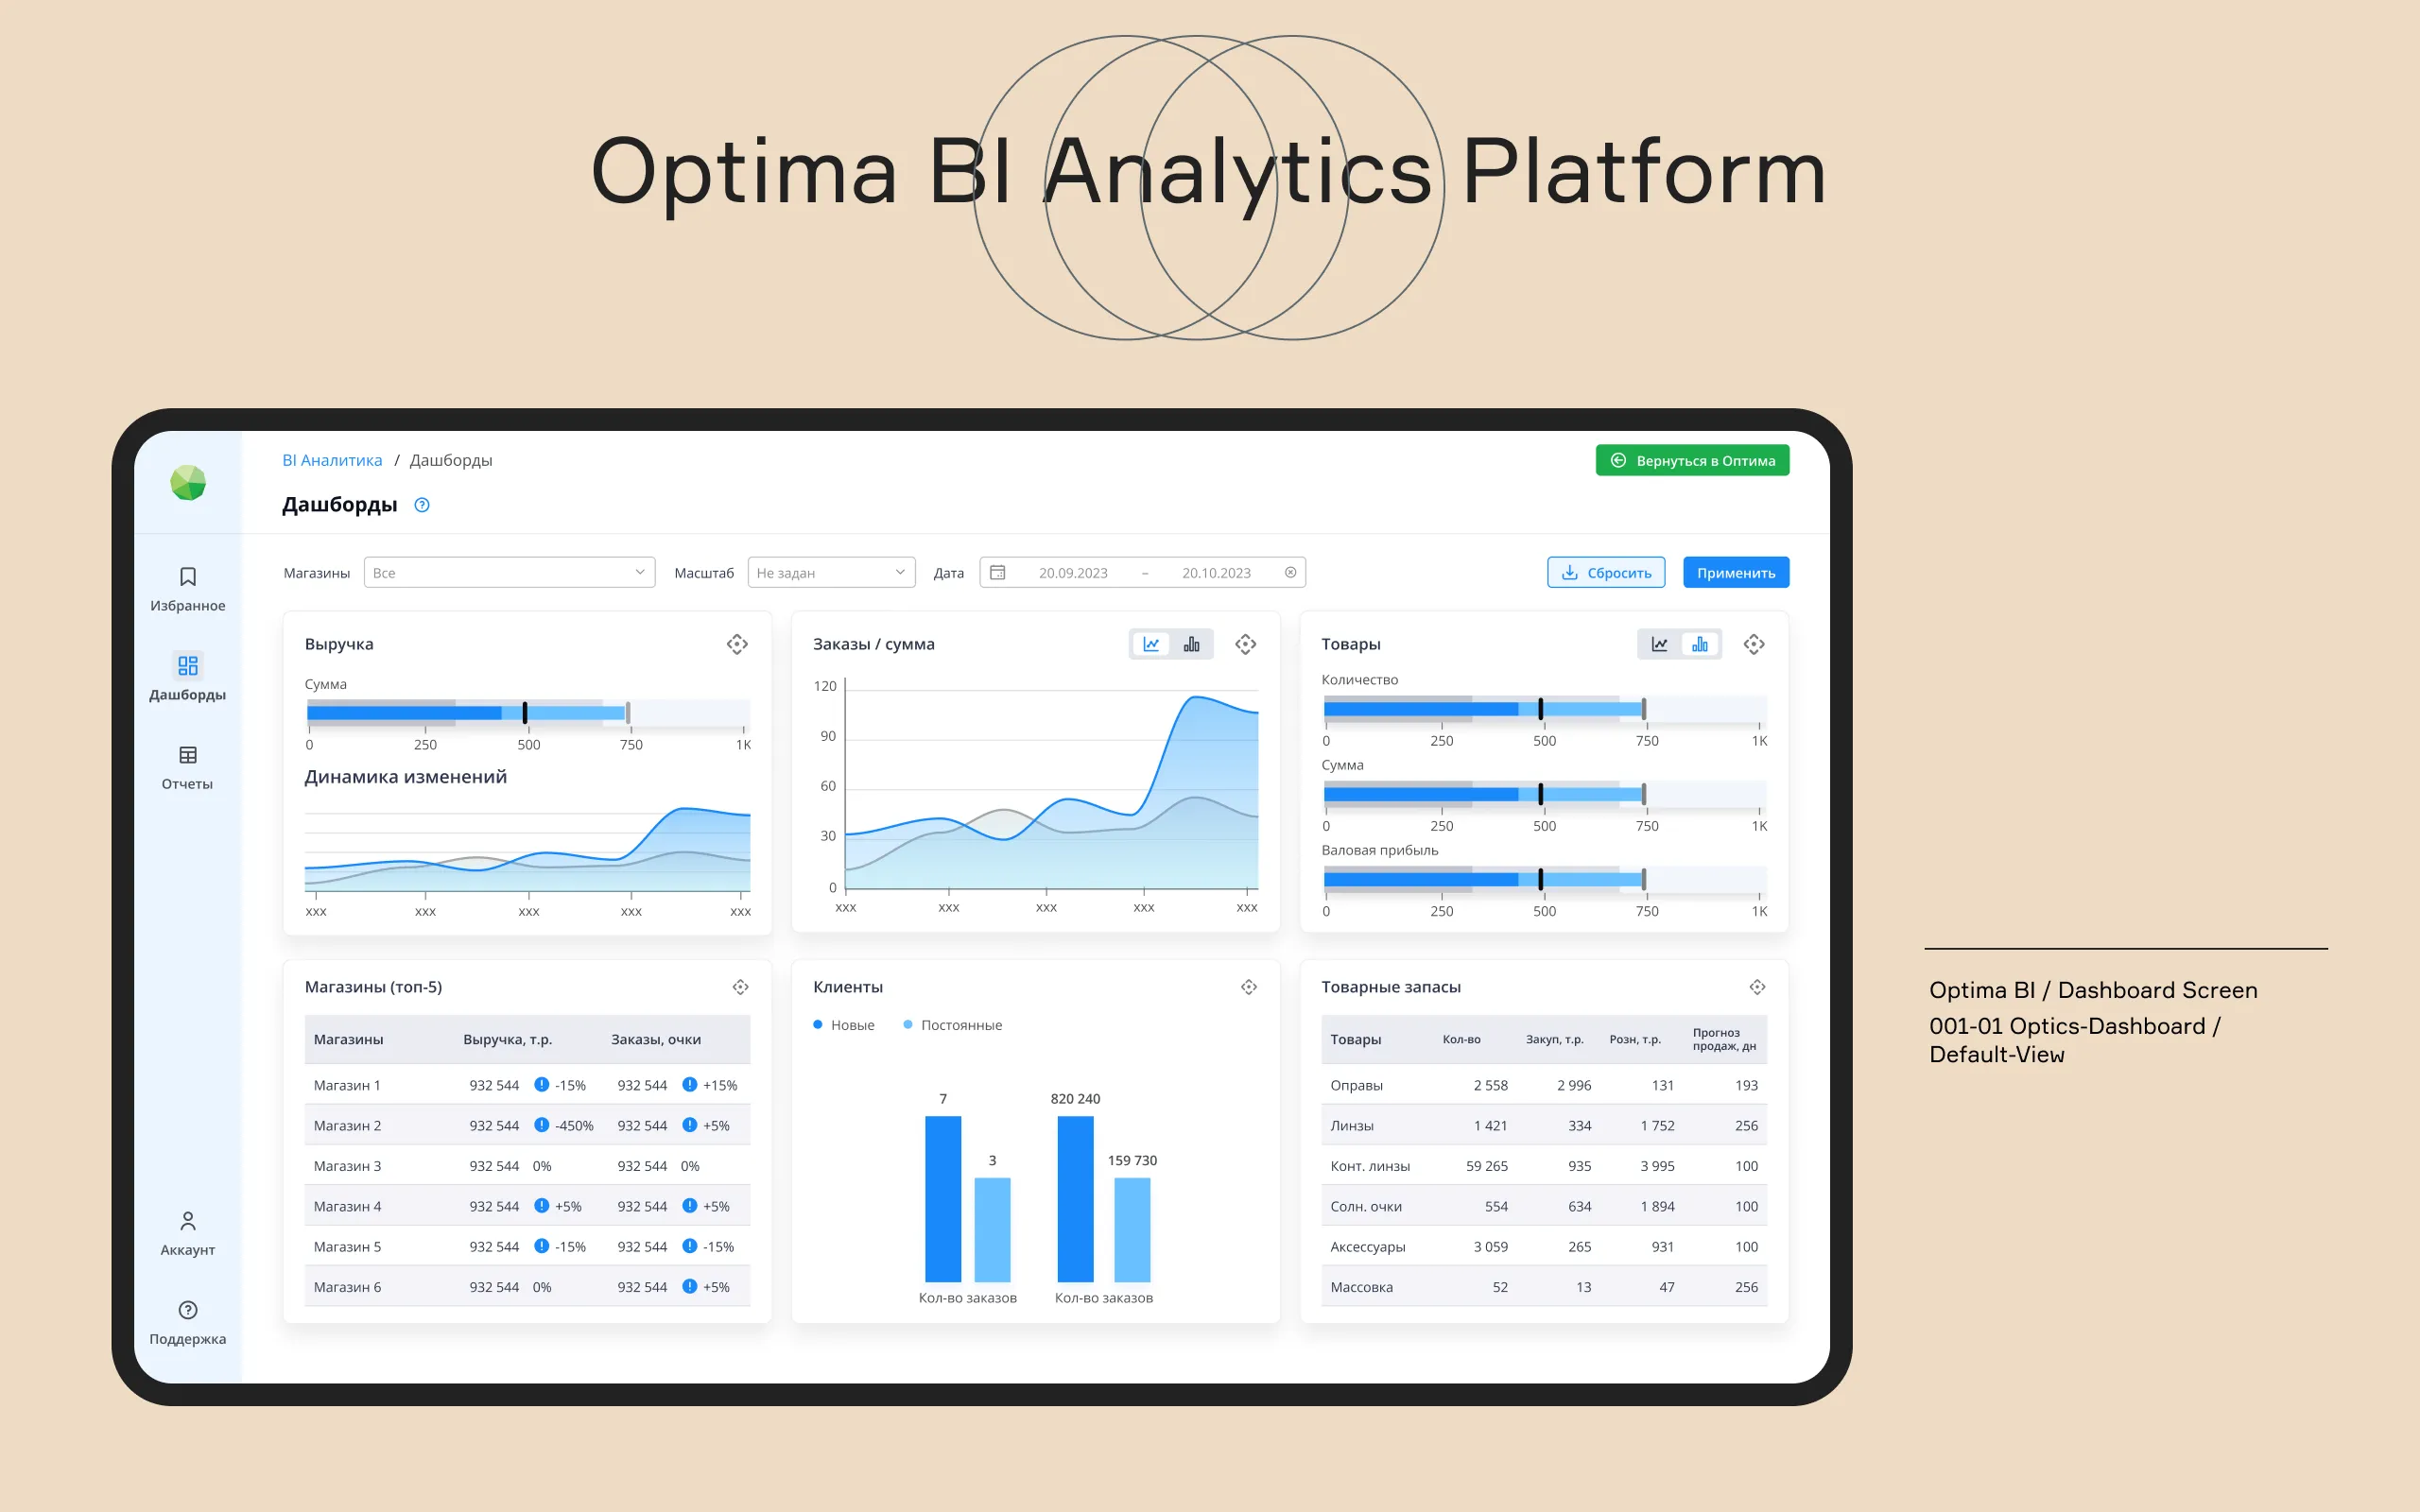 Optima BI Analytics Platform
BI Аналитика / Дашборды
Вернуться в Оптима
Дашборды
Избранное
Дашборды
Отчеты
Аккаунт
Поддержка
Магазины Все Масштаб Не задан Дата 20.09.2023 – 20.10.2023 Сбросить Применить
Выручка
Сумма
0 250 500 750 1K
Динамика изменений
xxx xxx xxx xxx xxx
Заказы / сумма
120
90
60
30
0
xxx xxx xxx xxx xxx
Товары
Количество
0 250 500 750 1K
Сумма
0 250 500 750 1K
Валовая прибыль
0 250 500 750 1K
Магазины (топ-5)
Магазины Выручка, т.р. Заказы, очки
Магазин 1 932 544 -15% 932 544 +15%
Магазин 2 932 544 -450% 932 544 +5%
Магазин 3 932 544 0% 932 544 0%
Магазин 4 932 544 +5% 932 544 +5%
Магазин 5 932 544 -15% 932 544 -15%
Магазин 6 932 544 0% 932 544 +5%
Клиенты
Новые Постоянные
7 820 240
3 159 730
Кол-во заказов Кол-во заказов
Товарные запасы
Товары Кол-во Закуп, т.р. Розн, т.р. Прогноз
продаж, дн
Оправы 2 558 2 996 131 193
Линзы 1 421 334 1 752 256
Конт. линзы 59 265 935 3 995 100
Солн. очки 554 634 1 894 100
Аксессуары 3 059 265 931 100
Массовка 52 13 47 256
Optima BI / Dashboard Screen
001-01 Optics-Dashboard /
Default-View